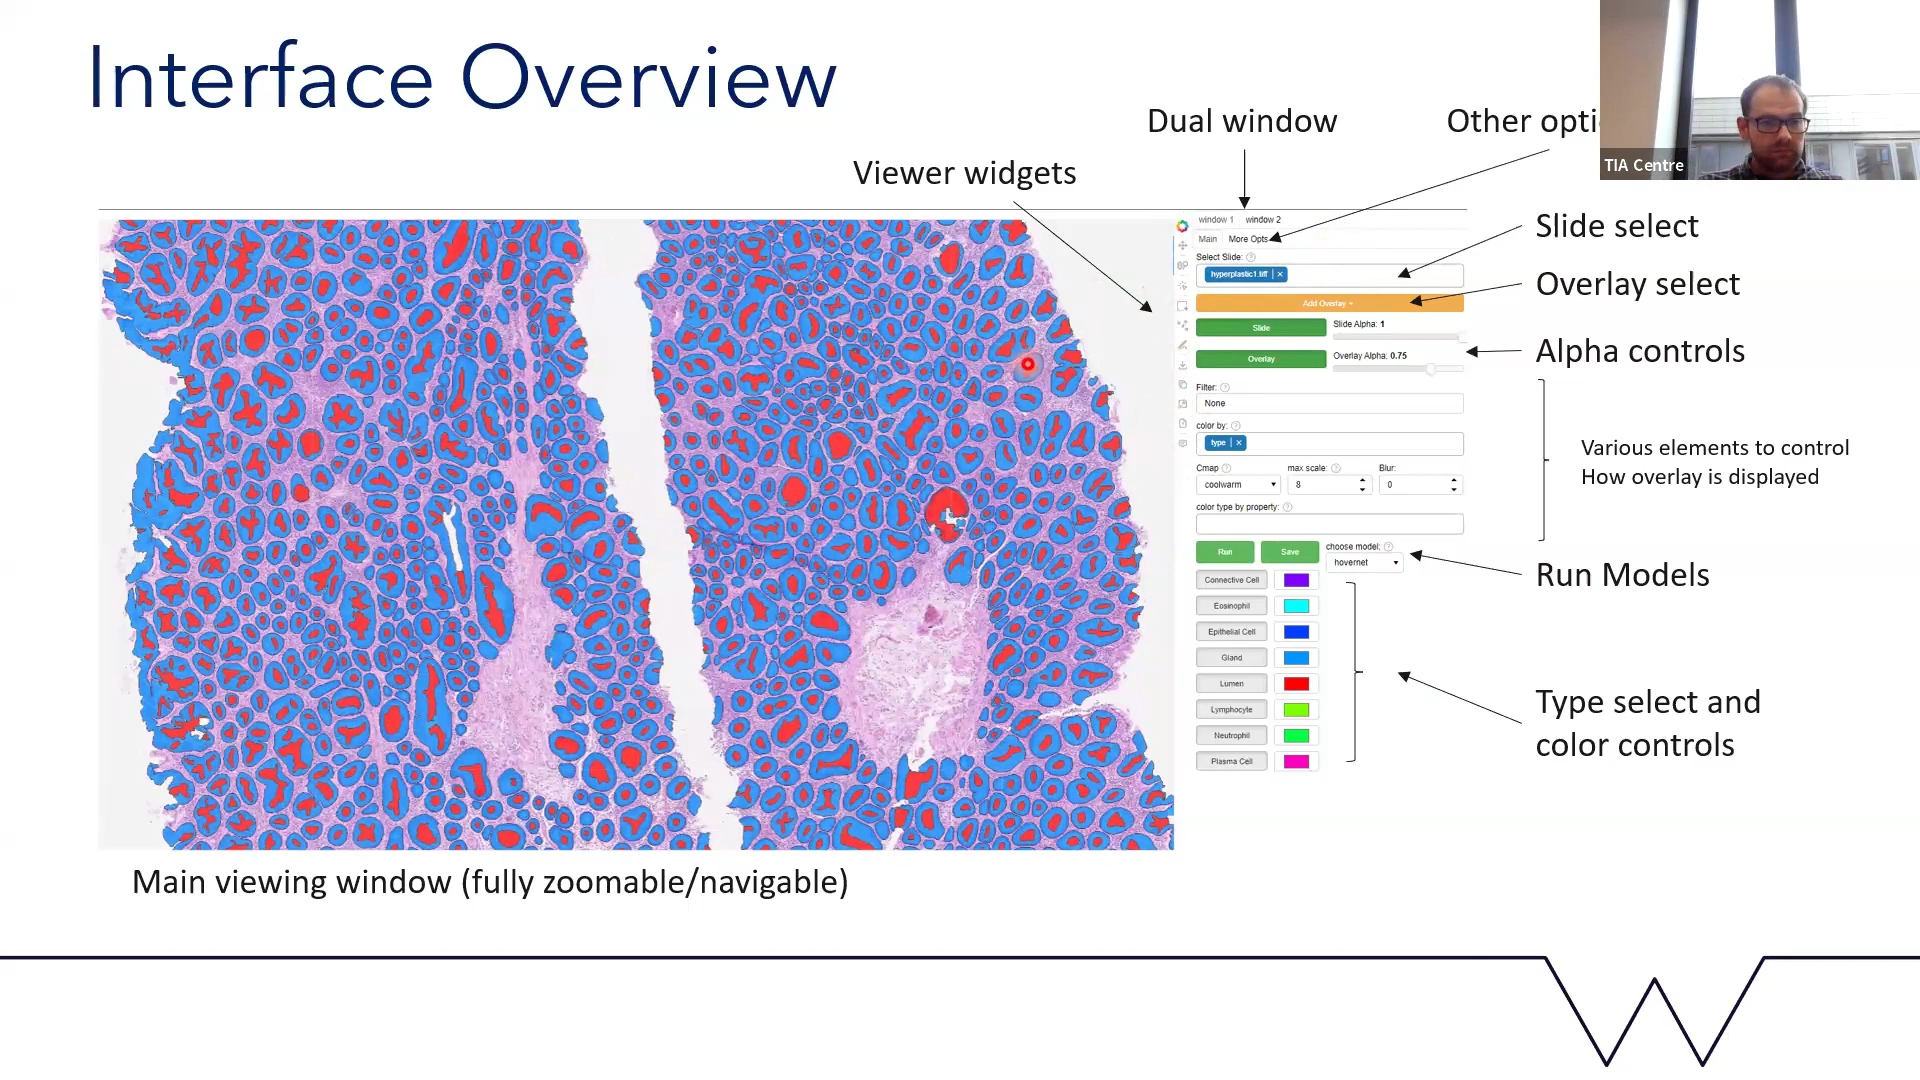 Interface Overview
Dual window
Other opti
TIA Centre
Viewer widgets
window 1 window 2
Main More Opts
Select Slide:
hyperplastic1.tiff
Add Overlay
Slide
Slide Alpha: 1
Overlay
Overlay Alpha: 0.75
Filter:
None
color by:
type
Cmap max scale: Blur:
coolwarm 8 0
color type by property:
Run Save choose model:
hovernet
Connective Cell
Eosinophil
Epithelial Cell
Gland
Lumen
Lymphocyte
Neutrophil
Plasma Cell
Slide select
Overlay select
Alpha controls
Various elements to control
How overlay is displayed
Run Models
Type select and
color controls
Main viewing window (fully zoomable/navigable)